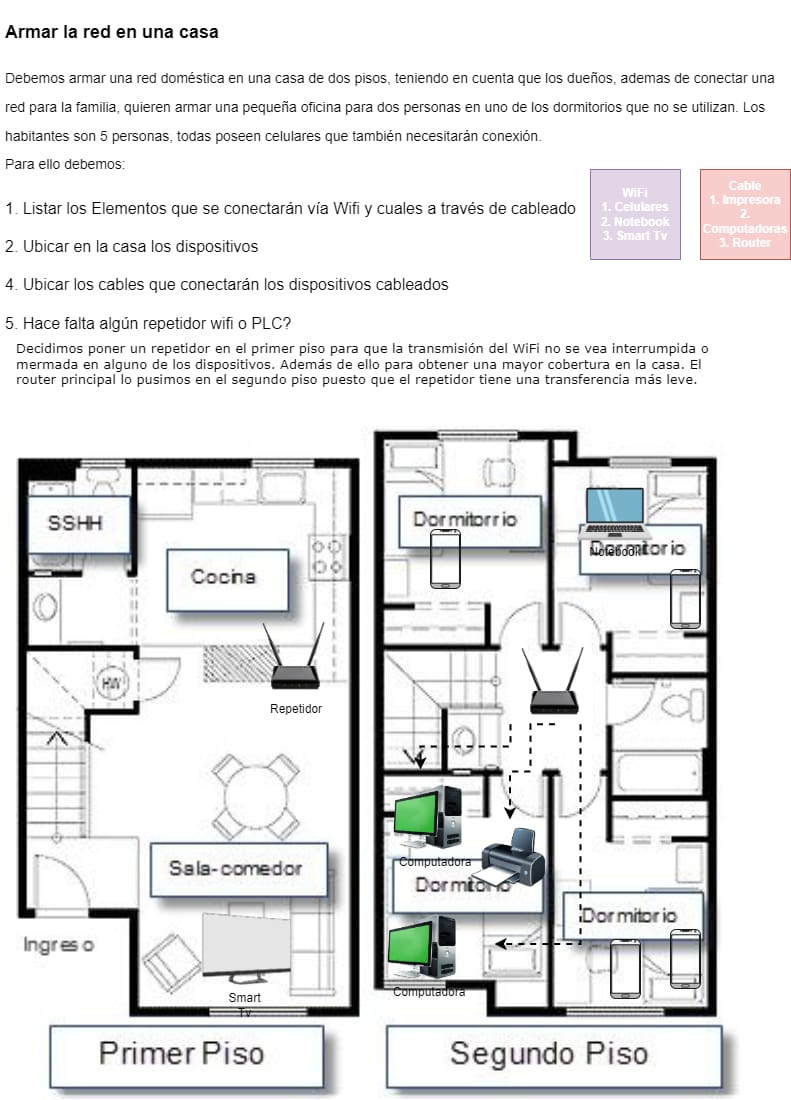 Armar la red en una casa
Debemos armar una red doméstica en una casa de dos pisos, teniendo en cuenta que los dueños, ademas de conectar una
red para la familia, quieren armar una pequeña oficina para dos personas en uno de los dormitorios que no se utilizan. Los
habitantes son 5 personas, todas poseen celulares que también necesitarán conexión.
Para ello debemos:
1. Listar los Elementos que se conectarán vía Wifi y cuales a través de cableado
2. Ubicar en la casa los dispositivos
4. Ubicar los cables que conectarán los dispositivos cableados
5. Hace falta algún repetidor wifi o PLC?
WiFi
1. Celulares
2. Notebook
3. Smart Tv
Cable
1. Impresora
2.
Computadoras
3. Router
Decidimos poner un repetidor en el primer piso para que la transmisión del WiFi no se vea interrumpida o
mermada en alguno de los dispositivos. Además de ello para obtener una mayor cobertura en la casa. El
router principal lo pusimos en el segundo piso puesto que el repetidor tiene una transferencia más leve.
SSHH
Cocina
HW
Repetidor
Sala-comedor
Ingreso
Smart
Tv
Primer Piso
Dormitorrio
Notebook
Dormitorio
Computadora
Dormitorio
Dormitorio
Computadora
Segundo Piso